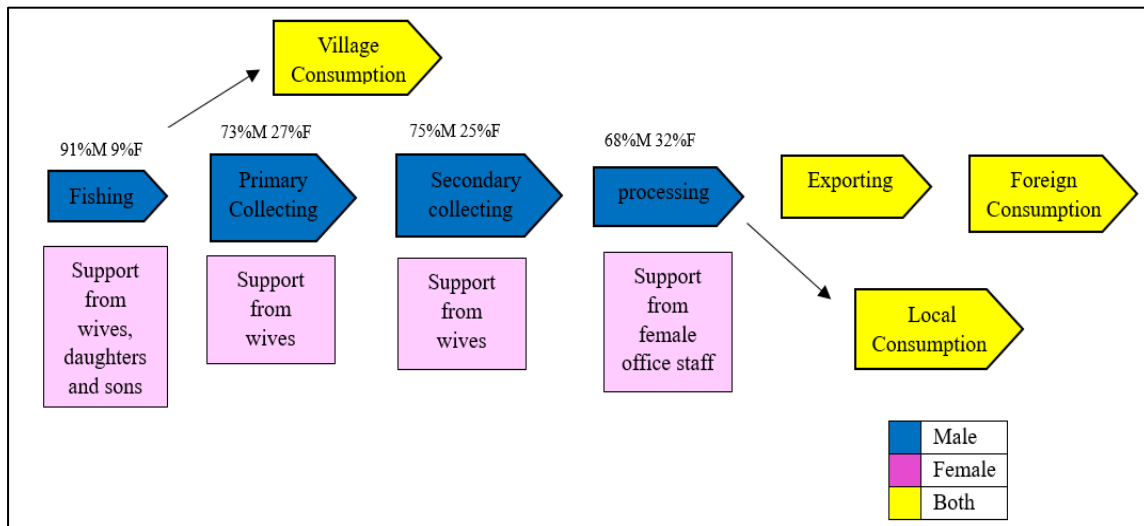 Village
Consumption
91%M 9%F
73%M 27%F
75%M 25%F
68%M 32%F
Fishing
Primary
Collecting
Secondary
collecting
processing
Exporting
Foreign
Consumption
Support
from
wives,
daughters
and sons
Support
from
wives
Support
from
wives
Support
from
female
office staff
Local
Consumption
Male
Female
Both